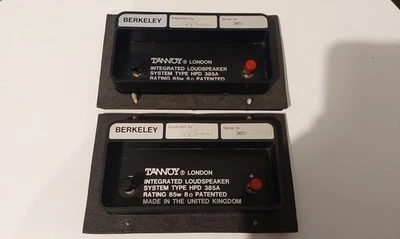 BERKELEY
Inspected by
Serial no.
TANNOY ® LONDON
INTEGRATED LOUDSPEAKER
SYSTEM TYPE HPD 385A
RATING 85w 8Ω PATENTED
BERKELEY
Inspected by
Serial no.
TANNOY ® LONDON
INTEGRATED LOUDSPEAKER
SYSTEM TYPE HPD 385A
RATING 85w 8Ω PATENTED
MADE IN THE UNITED KINGDOM